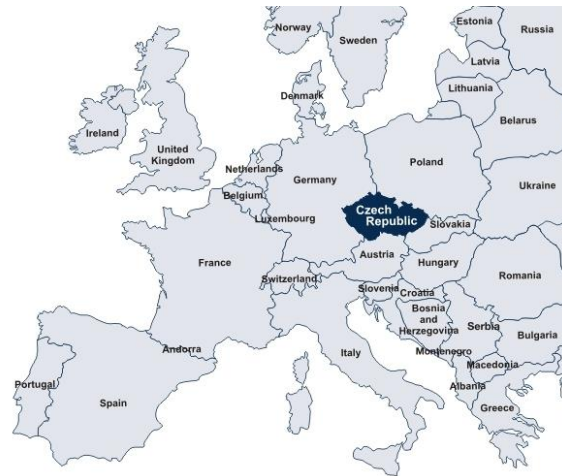 Norway
Sweden
Estonia
Russia
Latvia
Denmark
Lithuania
Ireland
United
Kingdom
Belarus
Netherlands
Poland
Germany
Belgium
Ukraine
Czech
Republic
Luxembourg
Slovakia
Austria
France
Hungary
Switzerland
Romania
Slovenia
Croatia
Bosnia
and
Herzegovina
Serbia
Bulgaria
Andorra
Italy
Montenegro
Macedonia
Portugal
Albania
Spain
Greece